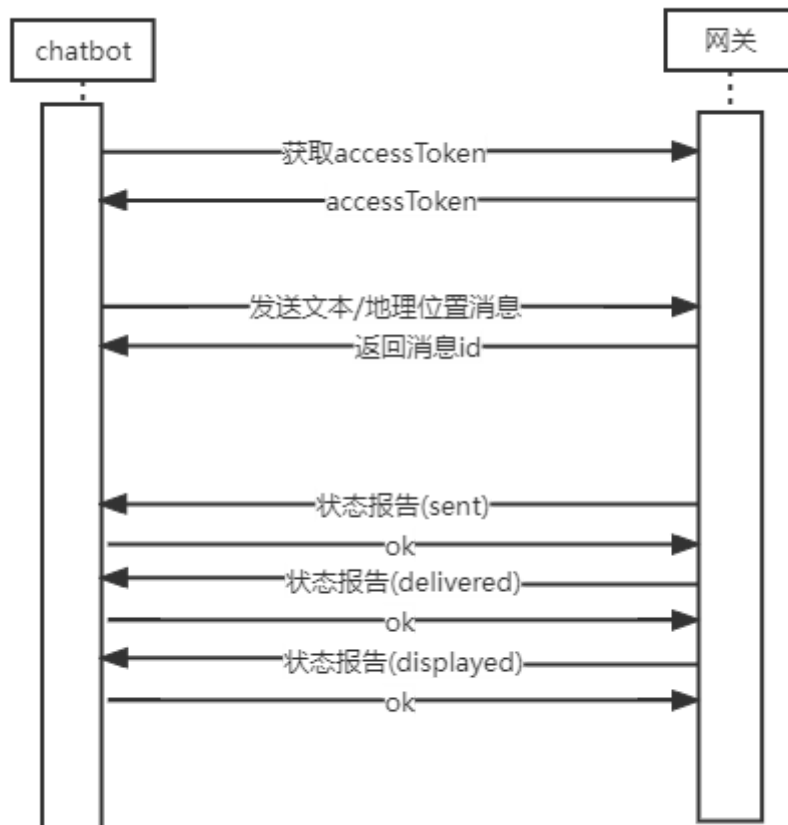 chatbot
网关
获取accessToken
accessToken
发送文本/地理位置消息
返回消息id
状态报告(sent)
ok
状态报告(delivered)
ok
状态报告(displayed)
ok